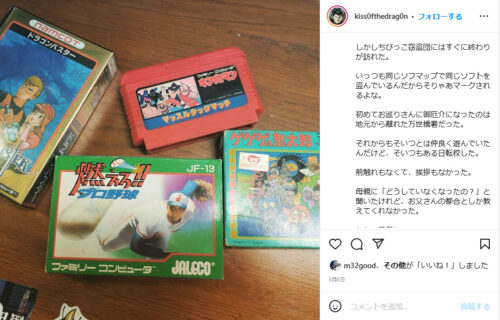 namcot
ドラゴンバスター
ファミリー コンピュータ
キン肉マン
マッスルタッグマッチ
ゲゲゲの鬼太郎
JF-13
燃えろ!!
プロ野球
ファミリー コンピュータ
JALECO
kiss0fthedrag0n • フォローする
しかしちびっこ窃盗団にはすぐに終わり
が訪れた。
いっつも同じソフマップで同じソフトを
盗んでいるんだからそりゃあマークされ
るよな。
初めてお巡りさんに御厄介になったのは
地元から離れた万世橋署だった。
それからもそいつとは仲良く遊んでいた
んだけど、そいつもある日転校した。
前触れもなくて、挨拶もなかった。
母親に「どうしていなくなったの？」と
聞いたけれど、お父さんの都合としか教
えてくれなかった。
m32good、その他が「いいね！」しました
コメントを追加...
投稿する